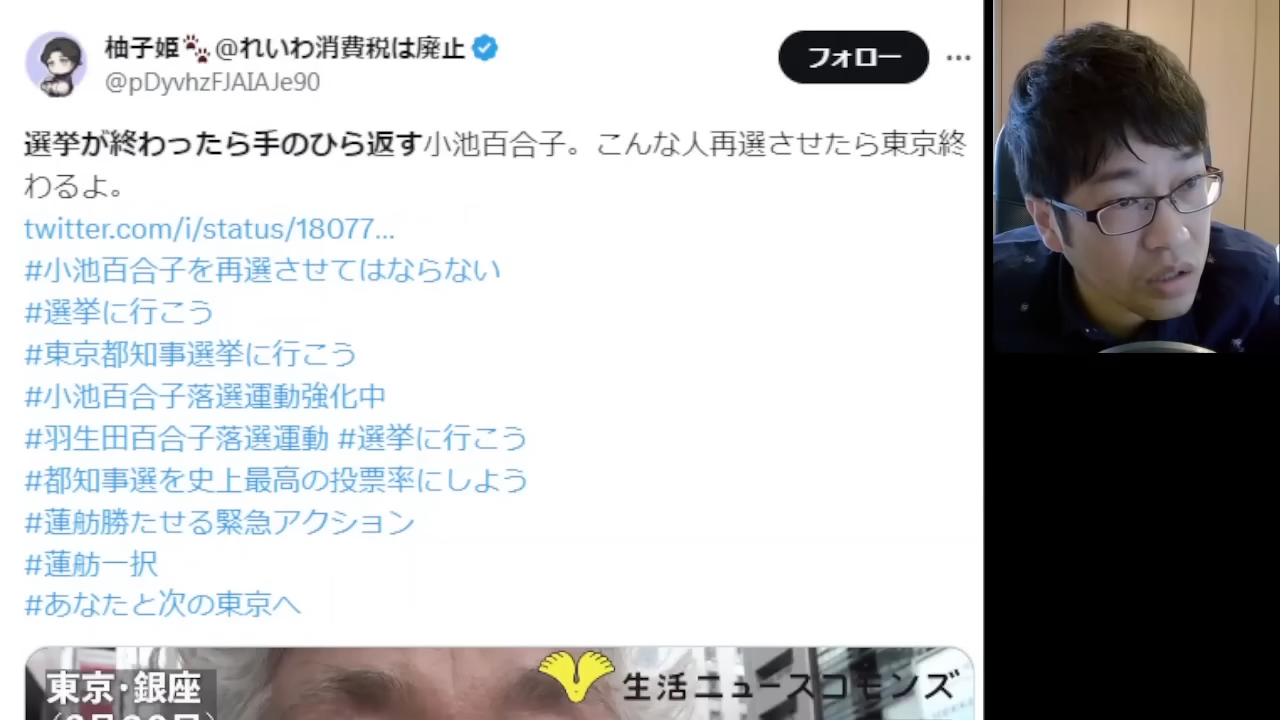 柚子姫🐾@れいわ消費税は廃止
@pDyvhzFJAIAJe90
フォロー
選挙が終わったら手のひら返す小池百合子。こんな人再選させたら東京終
わるよ。
twitter.com/i/status/18077...
#小池百合子を再選させてはならない
#選挙に行こう
#東京都知事選挙に行こう
#小池百合子落選運動強化中
#羽生田百合子落選運動 #選挙に行こう
#都知事選を史上最高の投票率にしよう
#蓮舫勝たせる緊急アクション
#蓮舫一択
#あなたと次の東京へ
東京・銀座
生活ニュースコモンズ